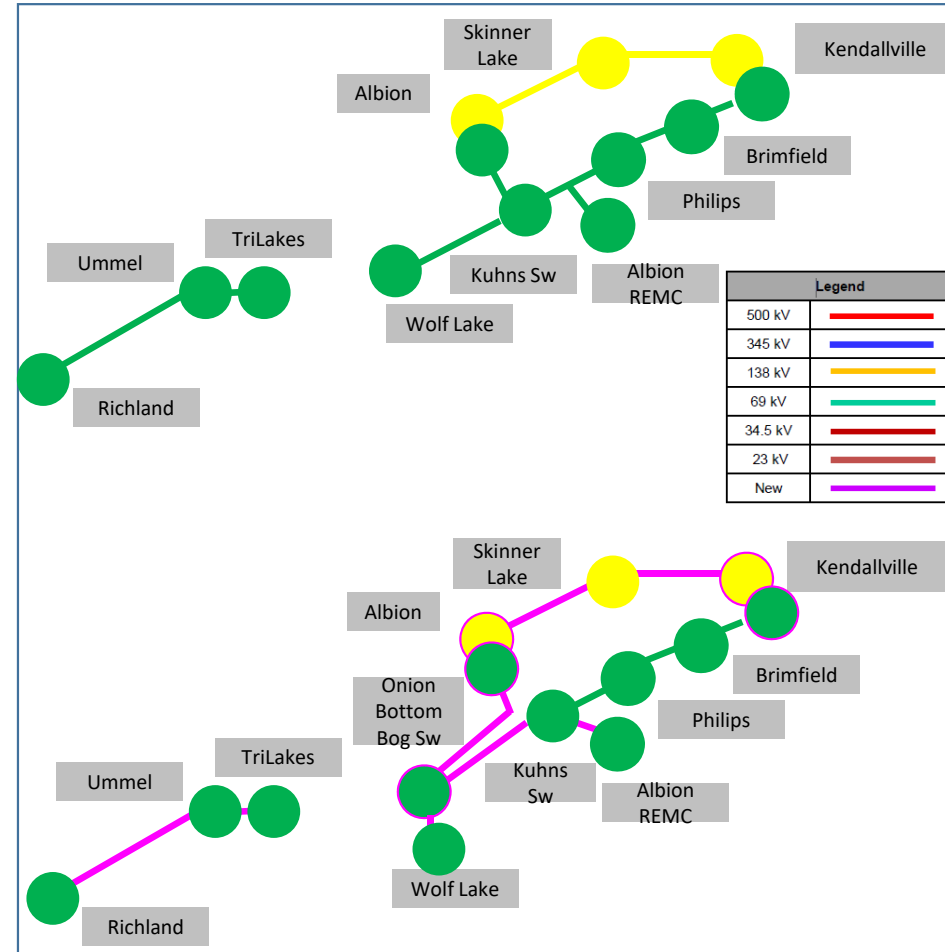 Skinner
Lake
Kendallville
Albion
Brimfield
Philips
TriLakes
Ummel
Kuhns Sw
Albion
REMC
Wolf Lake
Richland
Legend
500 kV
345 kV
138 kV
69 kV
34.5 kV
23 kV
New
Skinner
Lake
Kendallville
Albion
Brimfield
Onion
Bottom
Bog Sw
Philips
TriLakes
Ummel
Kuhns
Sw
Albion
REMC
Wolf Lake
Richland